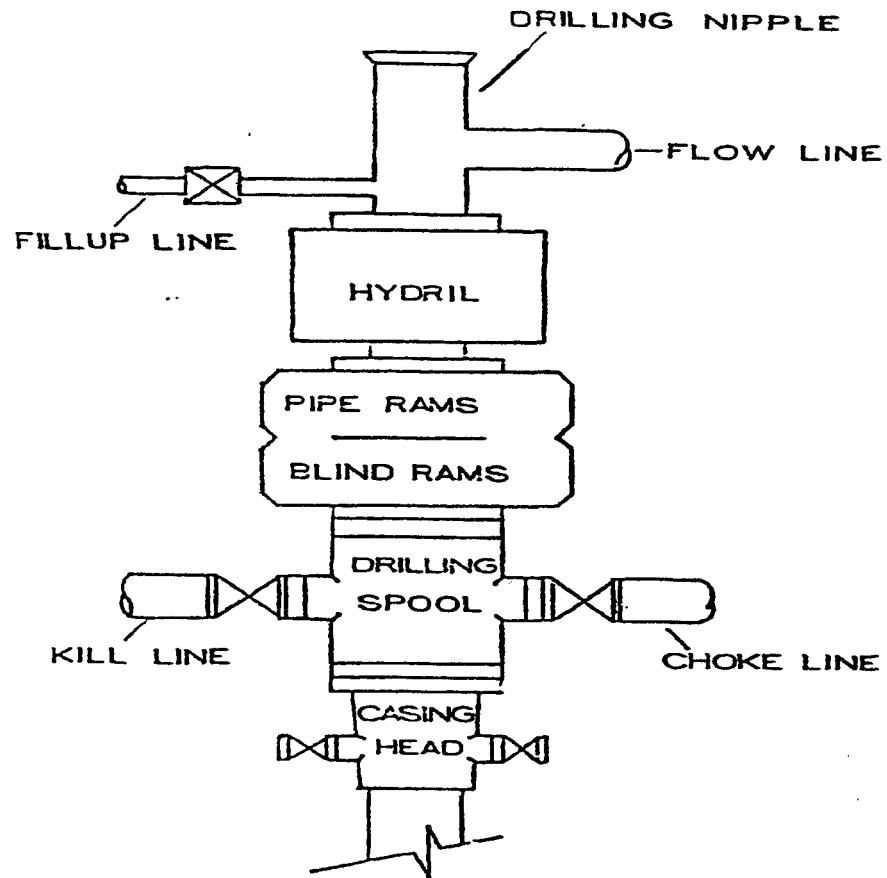 DRILLING NIPPLE
FLOW LINE
FILLUP LINE
HYDRIL
PIPE RAMS
BLIND RAMS
DRILLING
SPOOL
KILL LINE
CHOKE LINE
CASING
HEAD